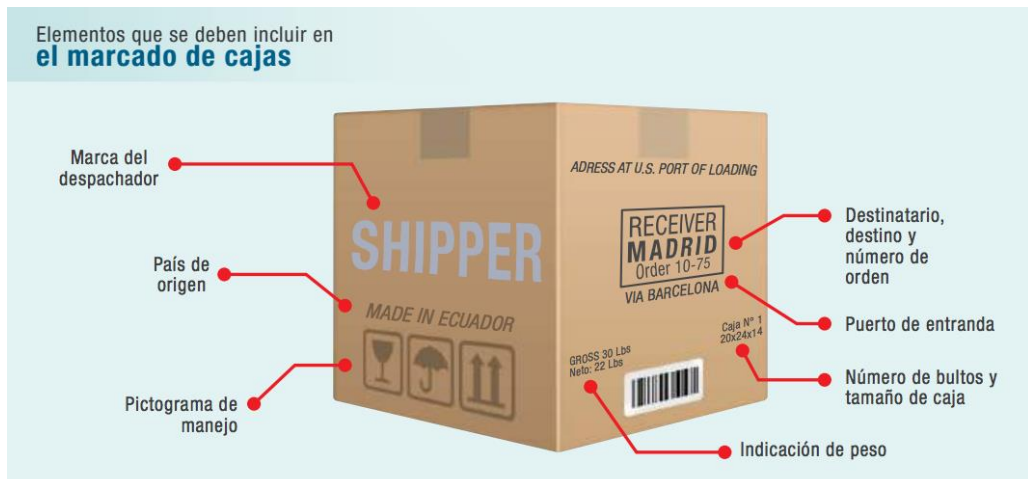 Elementos que se deben incluir en
el marcado de cajas
Marca del
despachador
País de
origen
Pictograma de
manejo
SHIPPER
MADE IN ECUADOR
ADRESS AT U.S. PORT OF LOADING
RECEIVER
MADRID
Order 10-75
VIA BARCELONA
Caja N° 1
20x24x14
GROSS 30 Lbs
Neto: 22 Lbs
Destinatario,
destino y
número de
orden
Puerto de entranda
Número de bultos y
tamaño de caja
Indicación de peso